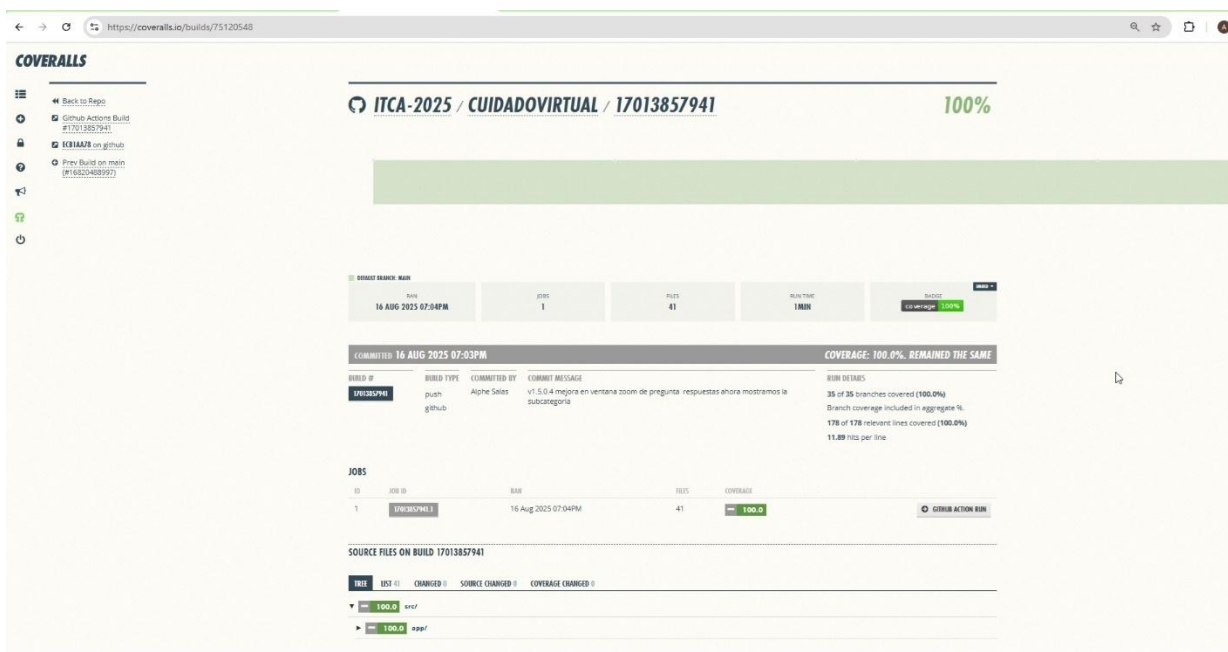 https://coveralls.io/builds/75120548
COVERALLS
Back to Repo
Github Actions Build
#17013857941
ECB1AA78 on github
Prev Build on main
(#16820488997)
ITCA-2025 / CUIDADOVIRTUAL / 17013857941
100%
DEFAULT BRANCH: MAIN
RAN
16 AUG 2025 07:04PM
JOBS
1
FILES
41
RUN TIME
1MIN
BADGE
coverage 100%
COMMITTED 16 AUG 2025 07:03PM
COVERAGE: 100.0%. REMAINED THE SAME
BUILD #
17013857941
BUILD TYPE
push
github
COMMITTED BY
Alphe Salas
COMMIT MESSAGE
v1.5.0.4 mejora en ventana zoom de pregunta respuestas ahora mostramos la
subcategoria
RUN DETAILS
35 of 35 branches covered (100.0%)
Branch coverage included in aggregate %.
178 of 178 relevant lines covered (100.0%)
11.89 hits per line
JOBS
ID JOB ID RAN FILES COVERAGE
1 17013857941.1 16 Aug 2025 07:04PM 41 100.0 GITHUB ACTION RUN
SOURCE FILES ON BUILD 17013857941
TREE LIST 41 CHANGED 0 SOURCE CHANGED 0 COVERAGE CHANGED 0
100.0 src/
100.0 app/